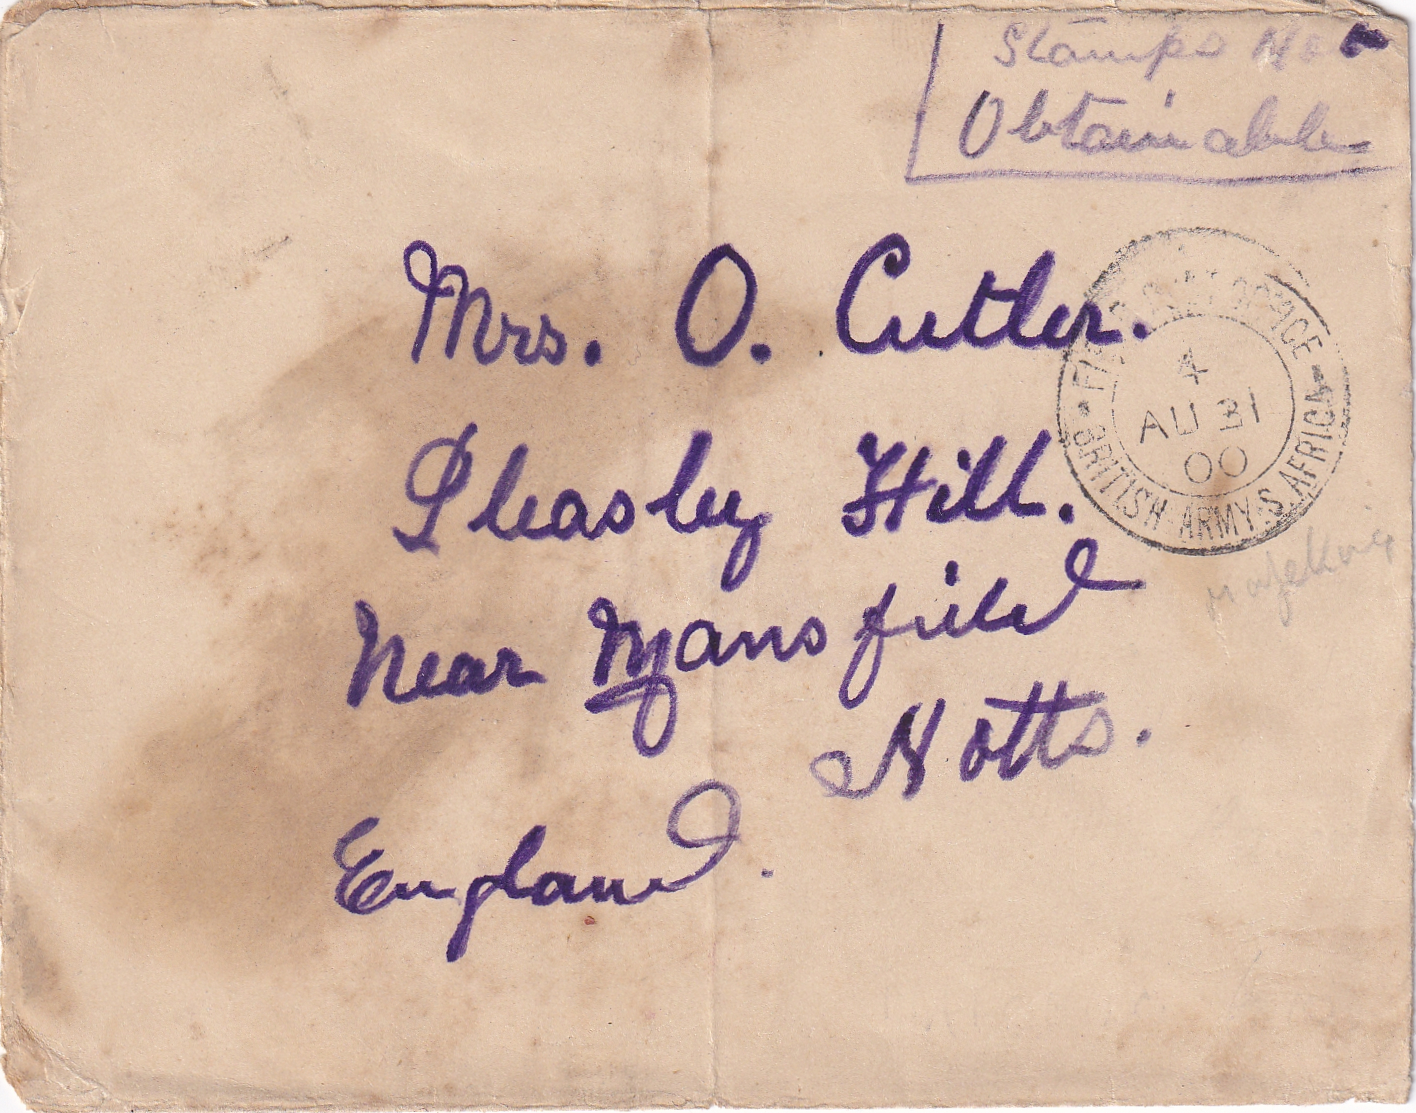 Stamps Not
Obtainable
Mrs. O. Cutler.
Pleasley Hill.
Near Mansfield
Notts.
England.
FIELD POST OFFICE
4
AU 31
00
BRITISH ARMY S. AFRICA